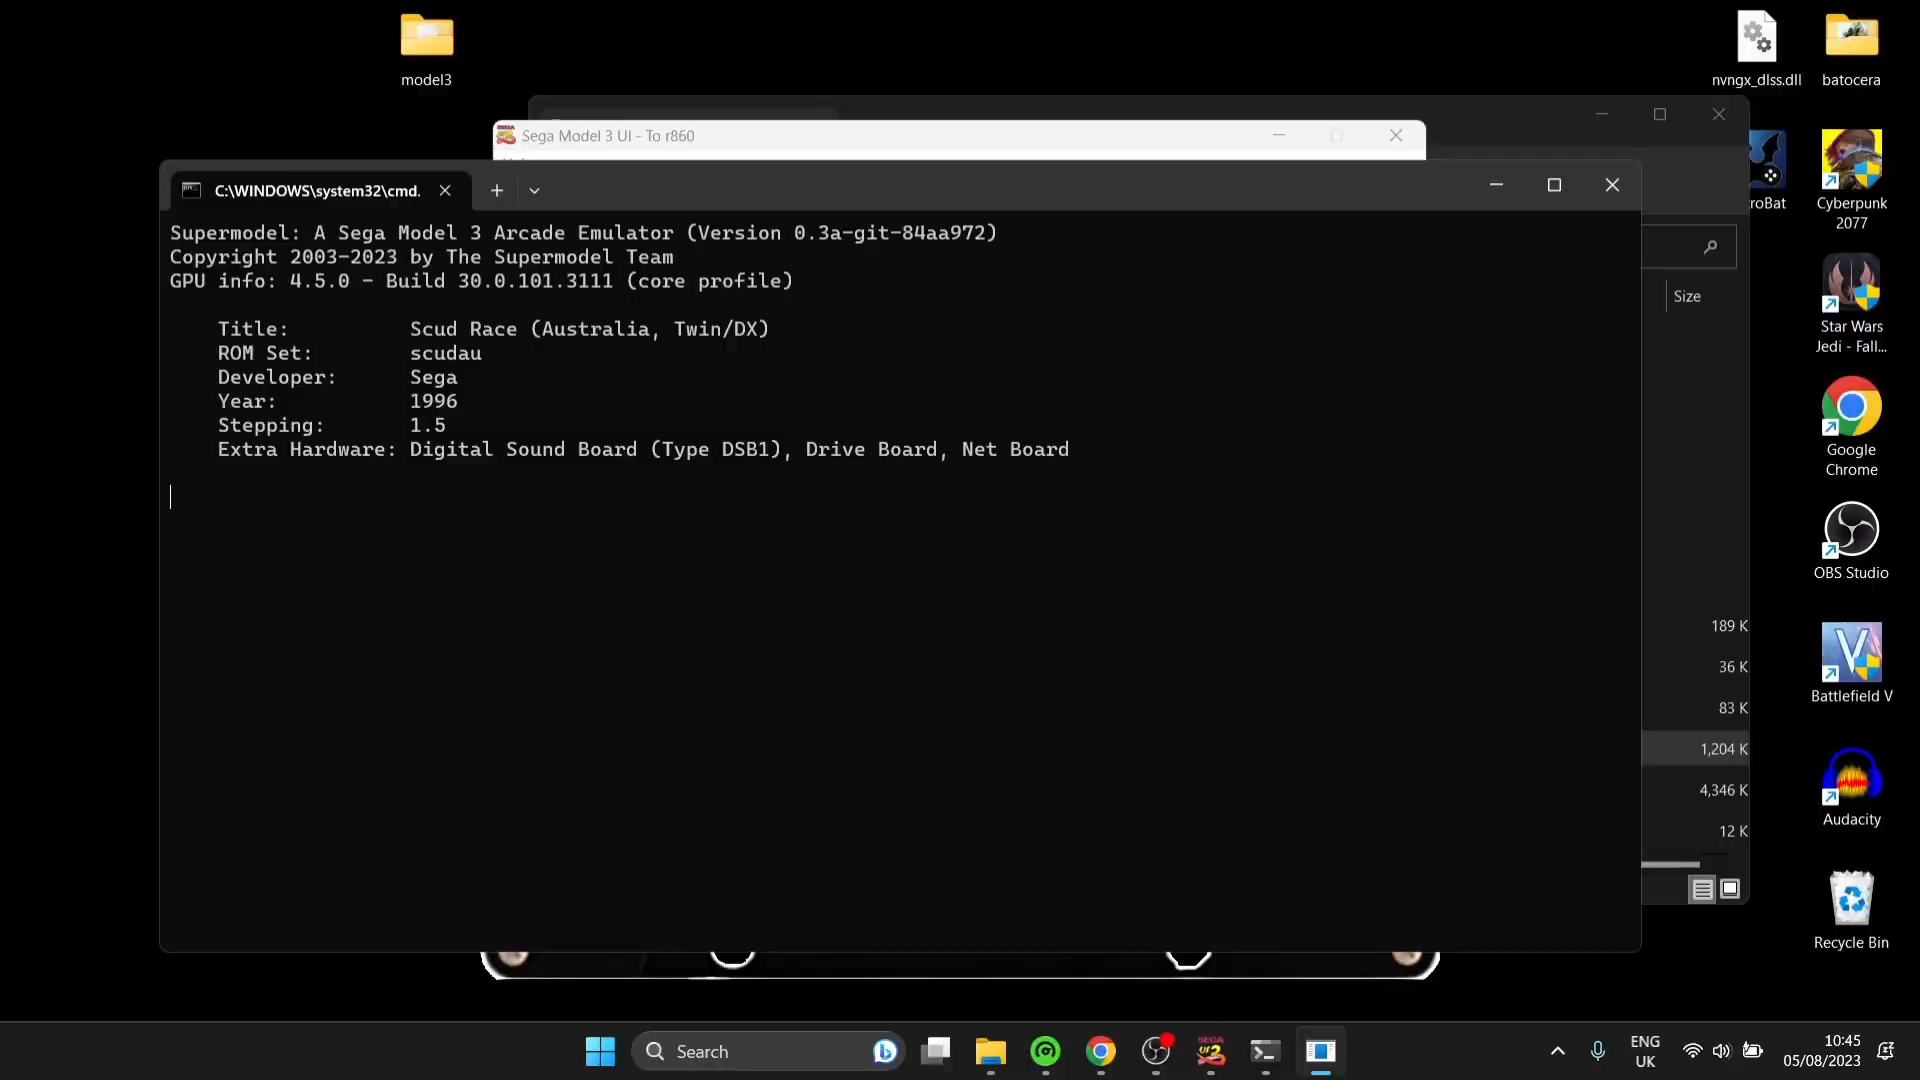 model3
nvngx_dlss.dll
batocera
Sega Model 3 UI - To r860
C:\WINDOWS\system32\cmd.
Supermodel: A Sega Model 3 Arcade Emulator (Version 0.3a-git-84aa972)
Copyright 2003-2023 by The Supermodel Team
GPU info: 4.5.0 - Build 30.0.101.3111 (core profile)
Title: Scud Race (Australia, Twin/DX)
ROM Set: scudau
Developer: Sega
Year: 1996
Stepping: 1.5
Extra Hardware: Digital Sound Board (Type DSB1), Drive Board, Net Board
roBat
Cyberpunk
2077
Size
Star Wars
Jedi - Fall...
Google
Chrome
OBS Studio
189 K
36 K
83 K
1,204 K
4,346 K
12 K
Battlefield V
Audacity
Recycle Bin
Search
SEGA
ENG
UK
10:45
05/08/2023